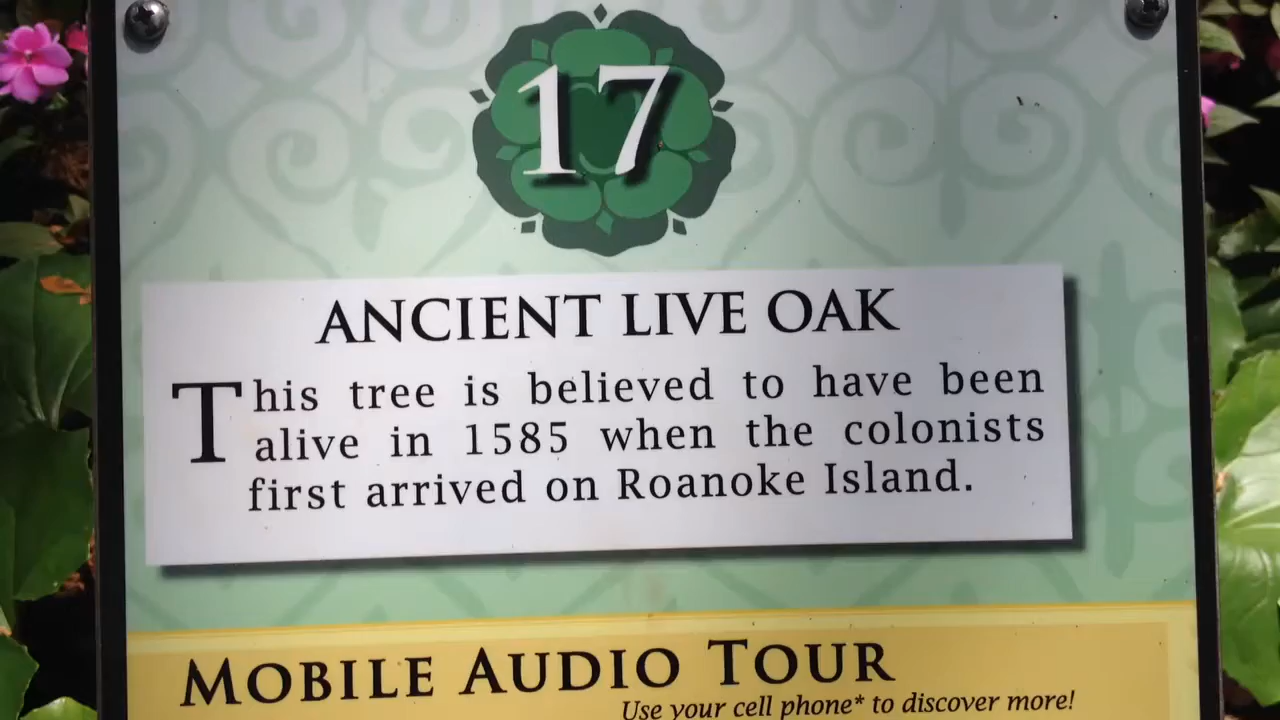 17
ANCIENT LIVE OAK
This tree is believed to have been
alive in 1585 when the colonists
first arrived on Roanoke Island.
MOBILE AUDIO TOUR
Use your cell phone* to discover more!